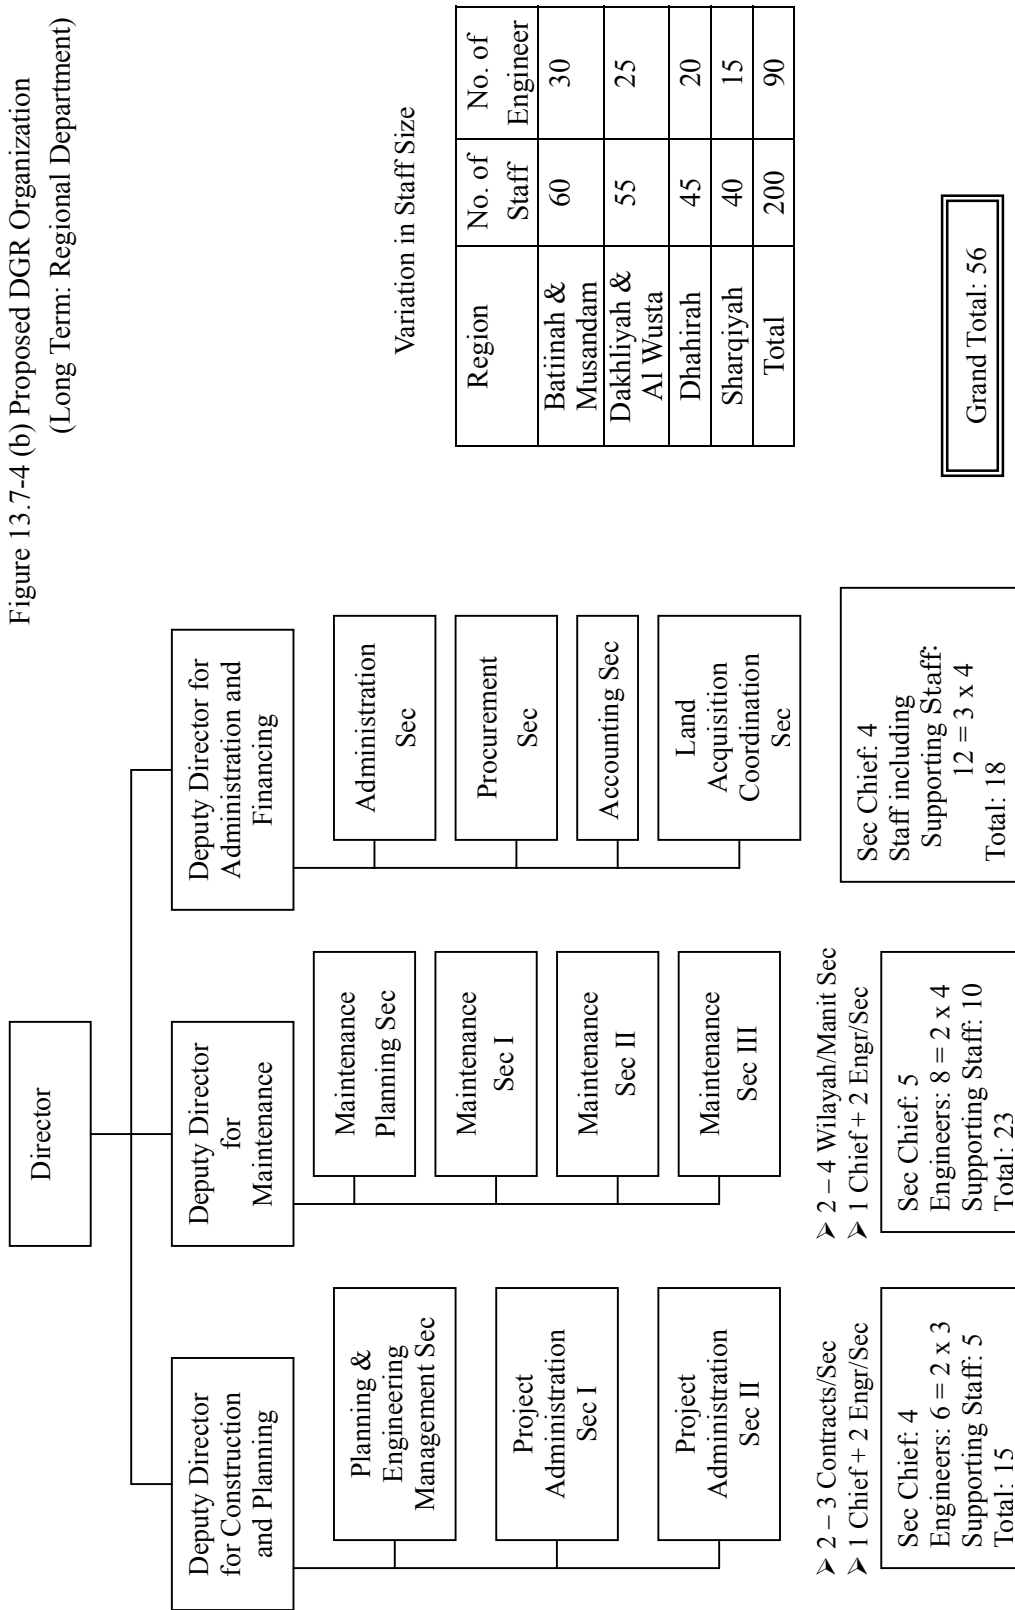 Figure 13.7-4 (b) Proposed DGR Organization
(Long Term: Regional Department)
Director
Deputy Director
for Construction
and Planning
Planning &
Engineering
Management Sec
Project
Administration
Sec I
Project
Administration
Sec II
➢ 2 – 3 Contracts/Sec
➢ 1 Chief + 2 Engr/Sec
Sec Chief: 4
Engineers: 6 = 2 x 3
Supporting Staff: 5
Total: 15
Deputy Director
for
Maintenance
Maintenance
Planning Sec
Maintenance
Sec I
Maintenance
Sec II
Maintenance
Sec III
➢ 2 – 4 Wilayah/Manit Sec
➢ 1 Chief + 2 Engr/Sec
Sec Chief: 5
Engineers: 8 = 2 x 4
Supporting Staff: 10
Total: 23
Deputy Director for
Administration and
Financing
Administration
Sec
Procurement
Sec
Accounting Sec
Land
Acquisition
Coordination
Sec
Sec Chief: 4
Staff including
Supporting Staff:
12 = 3 x 4
Total: 18
Variation in Staff Size
Region No. of Staff No. of Engineer
Batiinah & Musandam 60 30
Dakhliyah & Al Wusta 55 25
Dhahirah 45 20
Sharqiyah 40 15
Total 200 90
Grand Total: 56